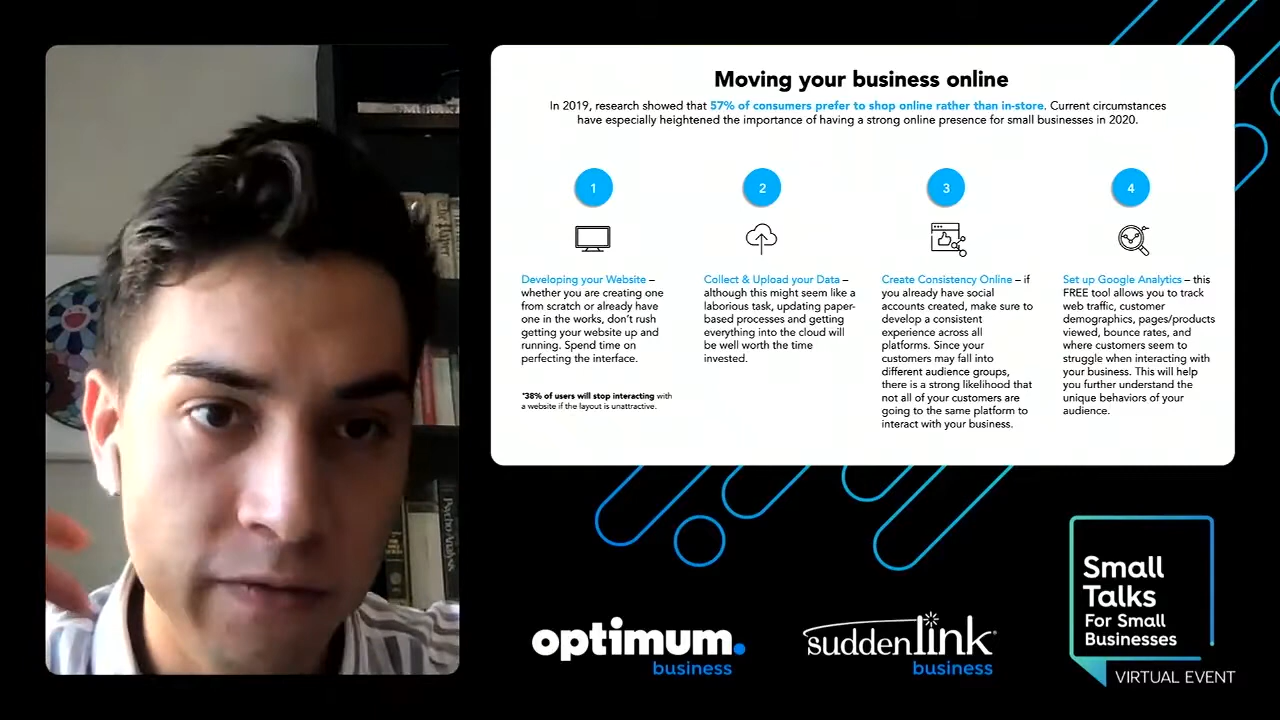 Moving your business online
In 2019, research showed that 57% of consumers prefer to shop online rather than in-store. Current circumstances
have especially heightened the importance of having a strong online presence for small businesses in 2020.
1
Developing your Website –
whether you are creating one
from scratch or already have
one in the works, don't rush
getting your website up and
running. Spend time on
perfecting the interface.
*38% of users will stop interacting with
a website if the layout is unattractive.
2
Collect & Upload your Data –
although this might seem like a
laborious task, updating paper-
based processes and getting
everything into the cloud will
be well worth the time
invested.
3
Create Consistency Online – if
you already have social
accounts created, make sure to
develop a consistent
experience across all
platforms. Since your
customers may fall into
different audience groups,
there is a strong likelihood that
not all of your customers are
going to the same platform to
interact with your business.
4
Set up Google Analytics – this
FREE tool allows you to track
web traffic, customer
demographics, pages/products
viewed, bounce rates, and
where customers seem to
struggle when interacting with
your business. This will help
you further understand the
unique behaviors of your
audience.
optimum.
business
suddenlink
business
Small
Talks
For Small
Businesses
VIRTUAL EVENT